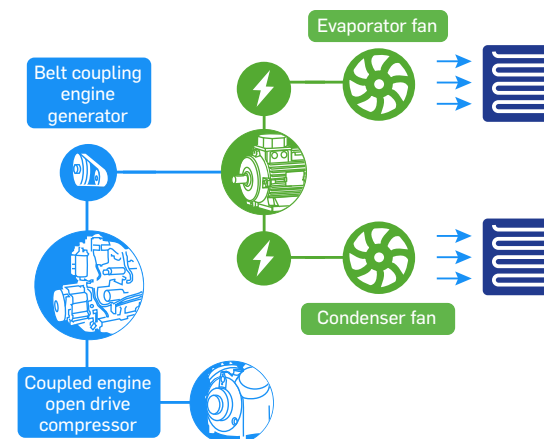 Evaporator fan
Belt coupling
engine
generator
Condenser fan
Coupled engine
open drive
compressor